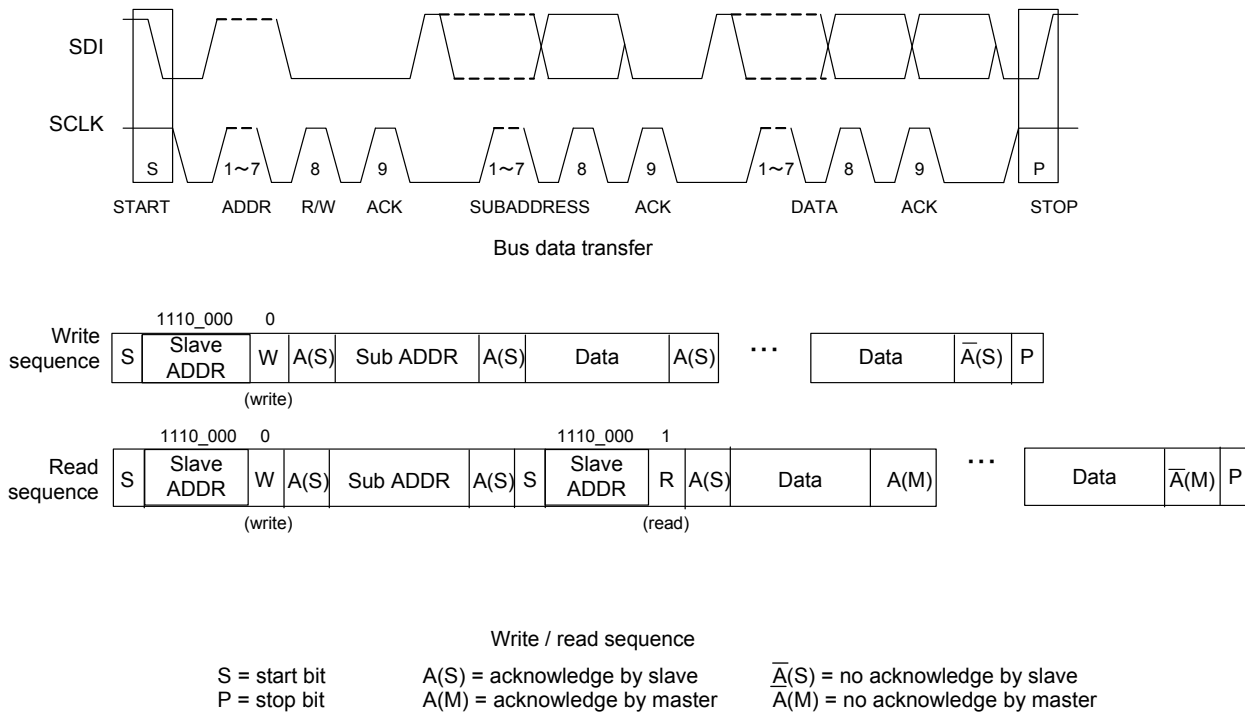 SDI
SCLK
S 1～7 8 9 1～7 8 9 1～7 8 9 P
START ADDR R/W ACK SUBADDRESS ACK DATA ACK STOP
Bus data transfer
1110_000 0
Write sequence
S Slave ADDR W A(S) Sub ADDR A(S) Data A(S) ... Data A̅(S) P
(write)
1110_000 0 1110_000 1
Read sequence
S Slave ADDR W A(S) Sub ADDR A(S) S Slave ADDR R A(S) Data A(M) ... Data A̅(M) P
(write) (read)
Write / read sequence
S = start bit A(S) = acknowledge by slave A̅(S) = no acknowledge by slave
P = stop bit A(M) = acknowledge by master A̅(M) = no acknowledge by master